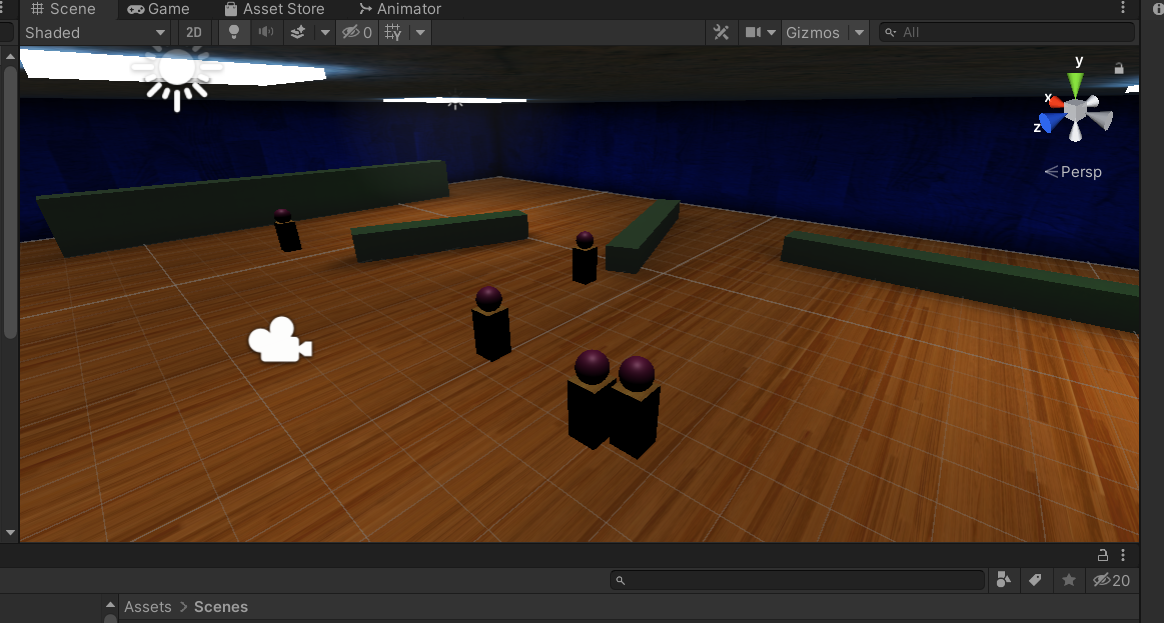 Scene Game Asset Store Animator
Shaded 2D 0 Gizmos All
y
x
z
Persp
20
Assets > Scenes